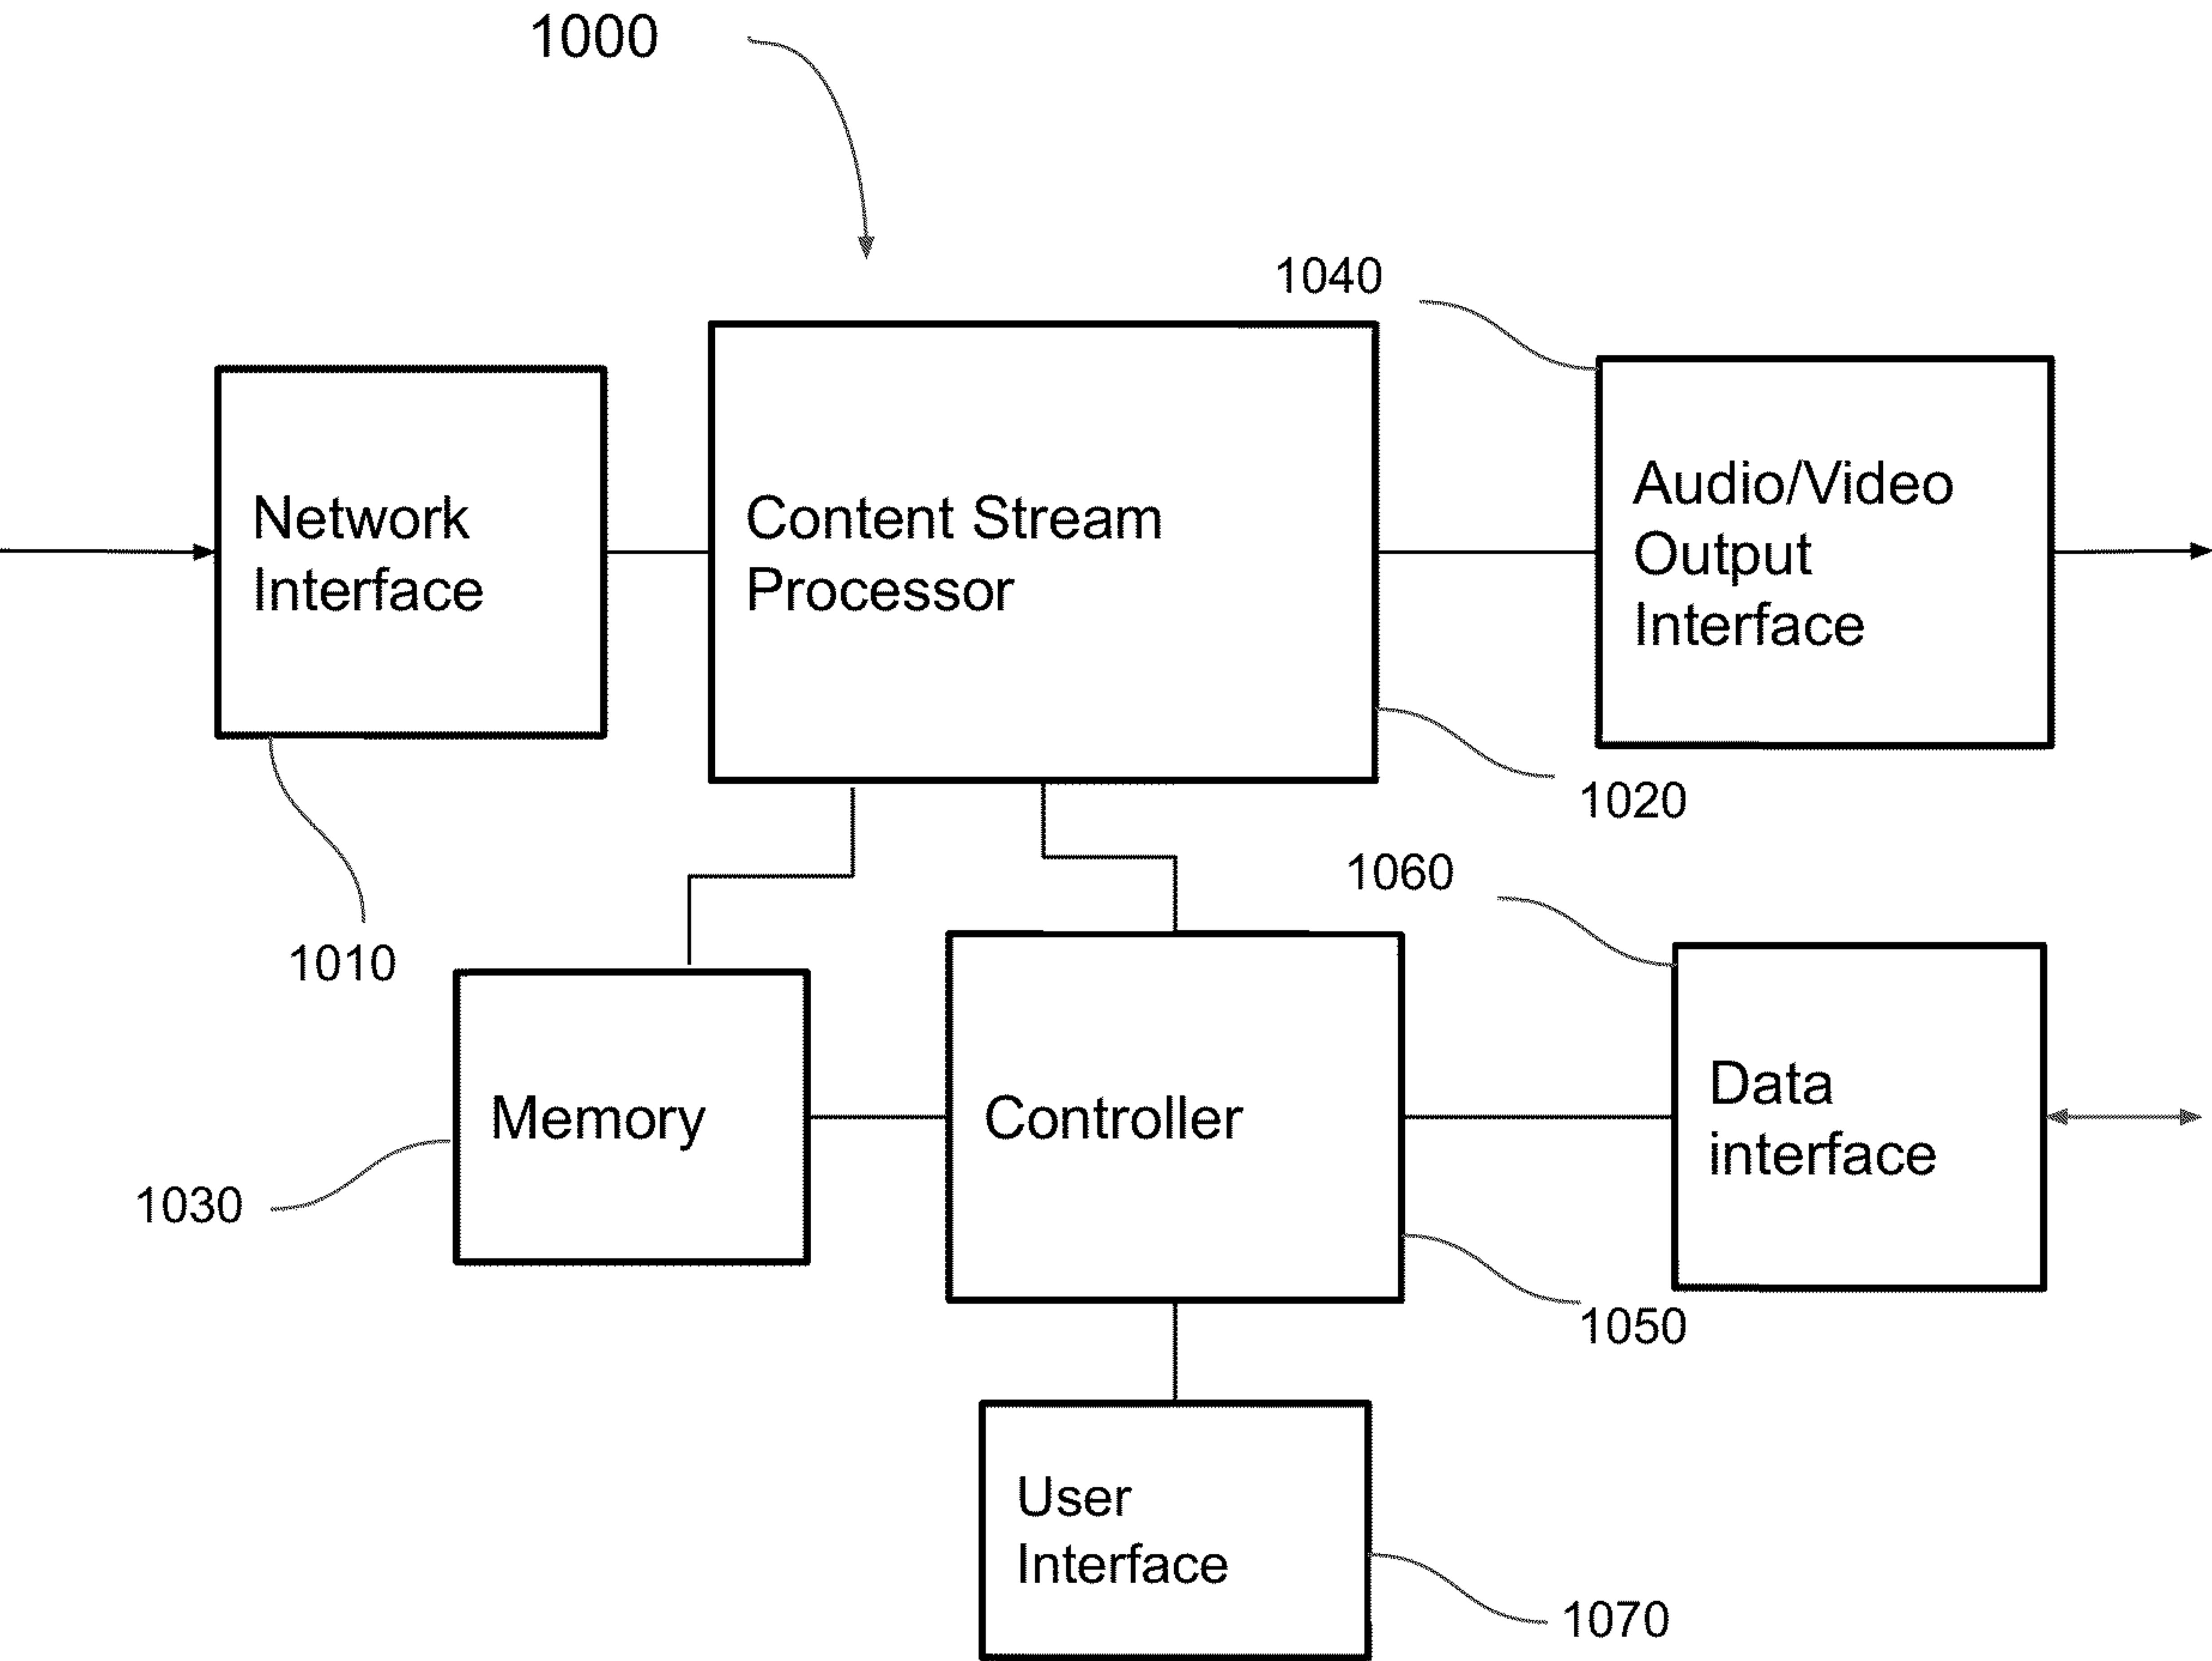 1000
1040
Network
Interface
Content Stream
Processor
Audio/Video
Output
Interface
1020
1060
1010
Memory
Controller
Data
interface
1030
1050
User
Interface
1070